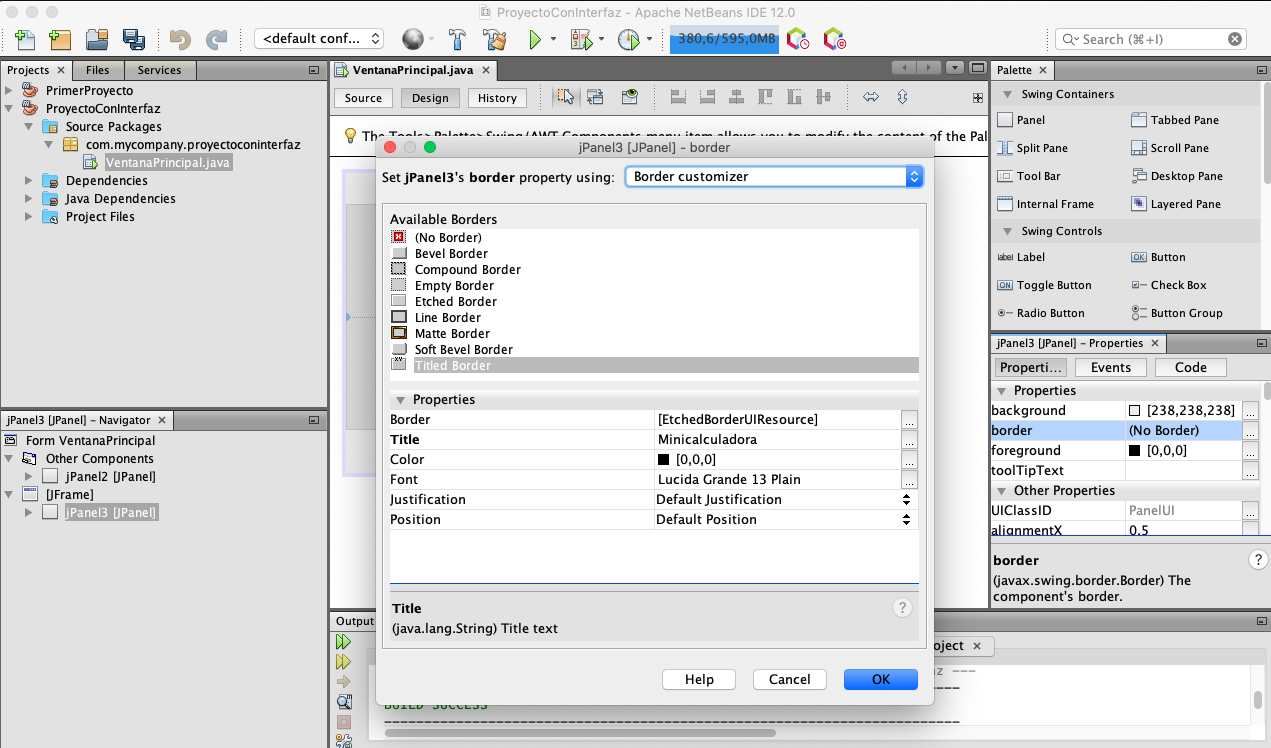 ProyectoConInterfaz - Apache NetBeans IDE 12.0
<default conf...
380,6/595,0MB
Search (⌘+I)
Projects
Files
Services
PrimerProyecto
ProyectoConInterfaz
Source Packages
com.mycompany.proyectoconinterfaz
VentanaPrincipal.java
Dependencies
Java Dependencies
Project Files
jPanel3 [JPanel] – Navigator
Form VentanaPrincipal
Other Components
jPanel2 [JPanel]
[JFrame]
jPanel3 [JPanel]
VentanaPrincipal.java
Source
Design
History
The Tools>Palette>Swing/AWT Components menu item allows you to modify the content of the Pal
jPanel3 [JPanel] - border
Set jPanel3's border property using:
Border customizer
Available Borders
(No Border)
Bevel Border
Compound Border
Empty Border
Etched Border
Line Border
Matte Border
Soft Bevel Border
Titled Border
Properties
Border [EtchedBorderUIResource] ...
Title Minicalculadora ...
Color [0,0,0] ...
Font Lucida Grande 13 Plain ...
Justification Default Justification
Position Default Position
Title
?
(java.lang.String) Title text
Help
Cancel
OK
Output
oject
---
BUILD SUCCESS
Palette
Swing Containers
Panel
Tabbed Pane
Split Pane
Scroll Pane
Tool Bar
Desktop Pane
Internal Frame
Layered Pane
Swing Controls
label Label
OK Button
ON Toggle Button
Check Box
Radio Button
Button Group
jPanel3 [JPanel] – Properties
Properti...
Events
Code
Properties
background [238,238,238] ...
border (No Border) ...
foreground [0,0,0] ...
toolTipText ...
Other Properties
UIClassID PanelUI ...
alignmentX 0.5
border
?
(javax.swing.border.Border) The
component's border.